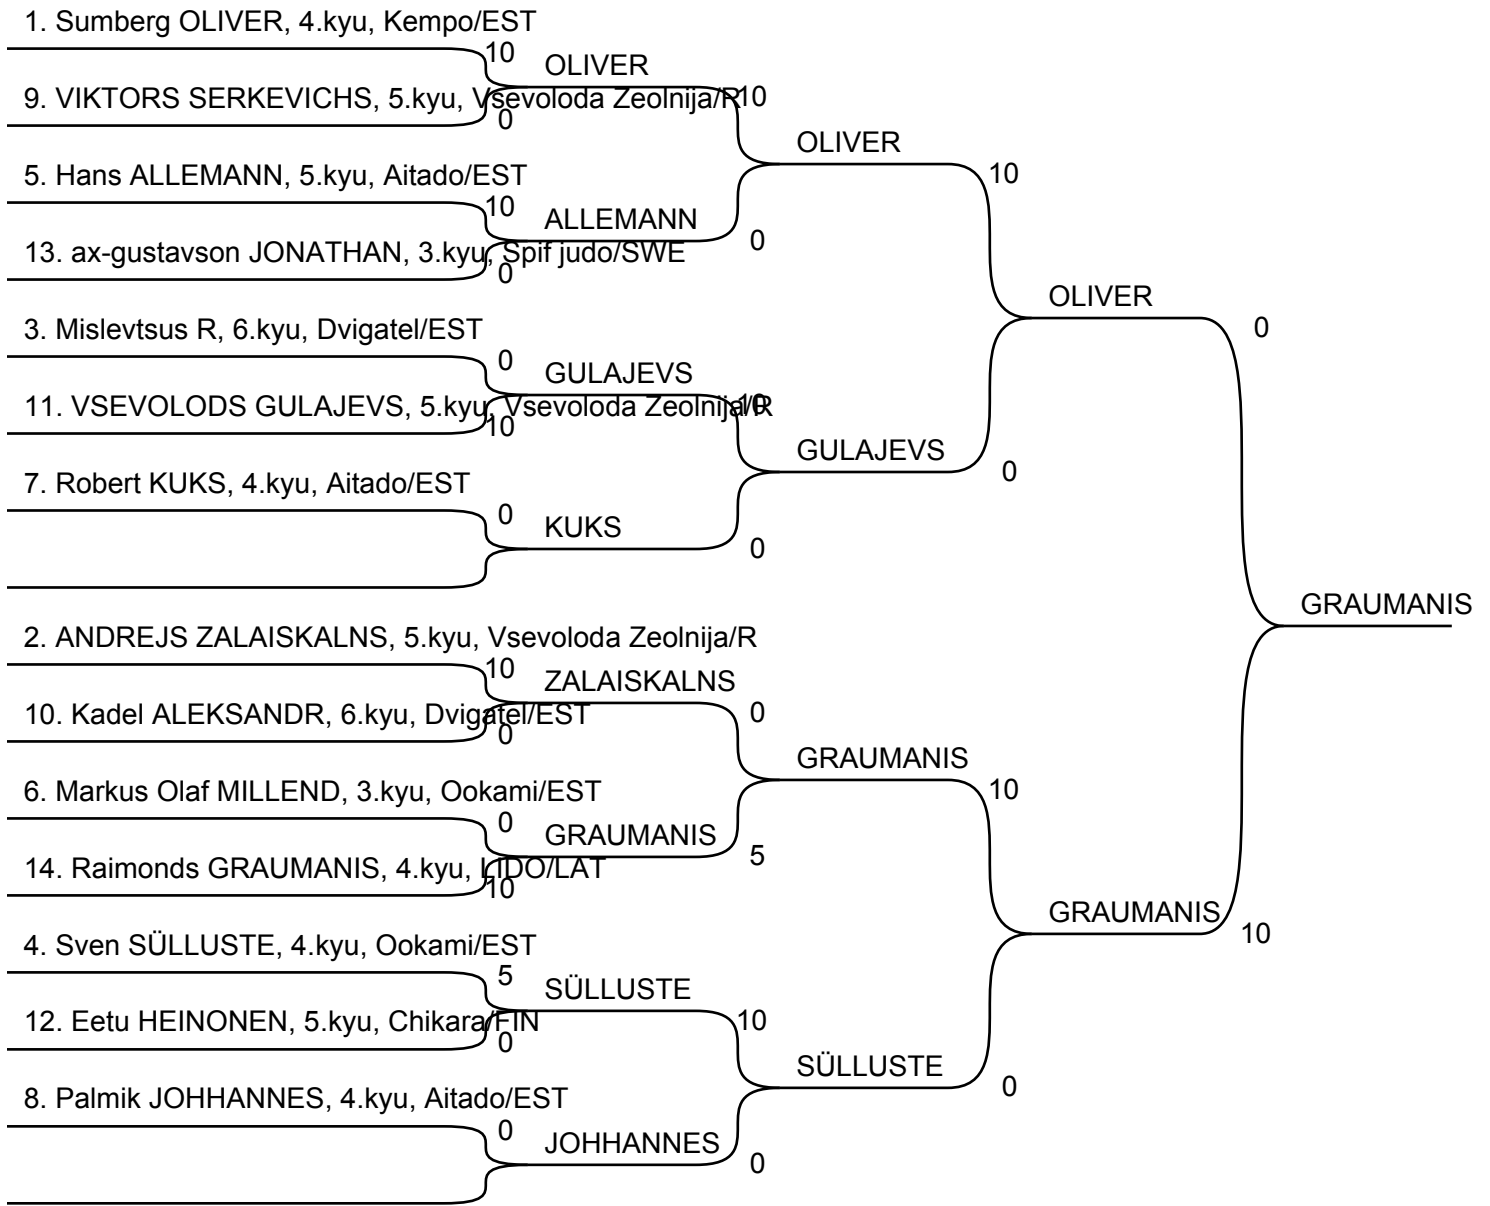 1. Sumberg OLIVER, 4.kyu, Kempo/EST
10
OLIVER
9. VIKTORS SERKEVICHS, 5.kyu, Vsevoloda Zeolnija/R
10
0
OLIVER
5. Hans ALLEMANN, 5.kyu, Aitado/EST
10
10
ALLEMANN
0
13. ax-gustavson JONATHAN, 3.kyu, Spif judo/SWE
0
OLIVER
3. Mislevtsus R, 6.kyu, Dvigatel/EST
0
0
GULAJEVS
11. VSEVOLODS GULAJEVS, 5.kyu, Vsevoloda Zeolnija/R
10
10
GULAJEVS
0
7. Robert KUKS, 4.kyu, Aitado/EST
0
KUKS
0
GRAUMANIS
2. ANDREJS ZALAISKALNS, 5.kyu, Vsevoloda Zeolnija/R
10
ZALAISKALNS
0
10. Kadel ALEKSANDR, 6.kyu, Dvigatel/EST
0
GRAUMANIS
10
6. Markus Olaf MILLEND, 3.kyu, Ookami/EST
0
GRAUMANIS
5
14. Raimonds GRAUMANIS, 4.kyu, LIDO/LAT
10
GRAUMANIS
10
4. Sven SÜLLUSTE, 4.kyu, Ookami/EST
5
SÜLLUSTE
10
12. Eetu HEINONEN, 5.kyu, Chikara/FIN
0
SÜLLUSTE
0
8. Palmik JOHHANNES, 4.kyu, Aitado/EST
0
JOHHANNES
0